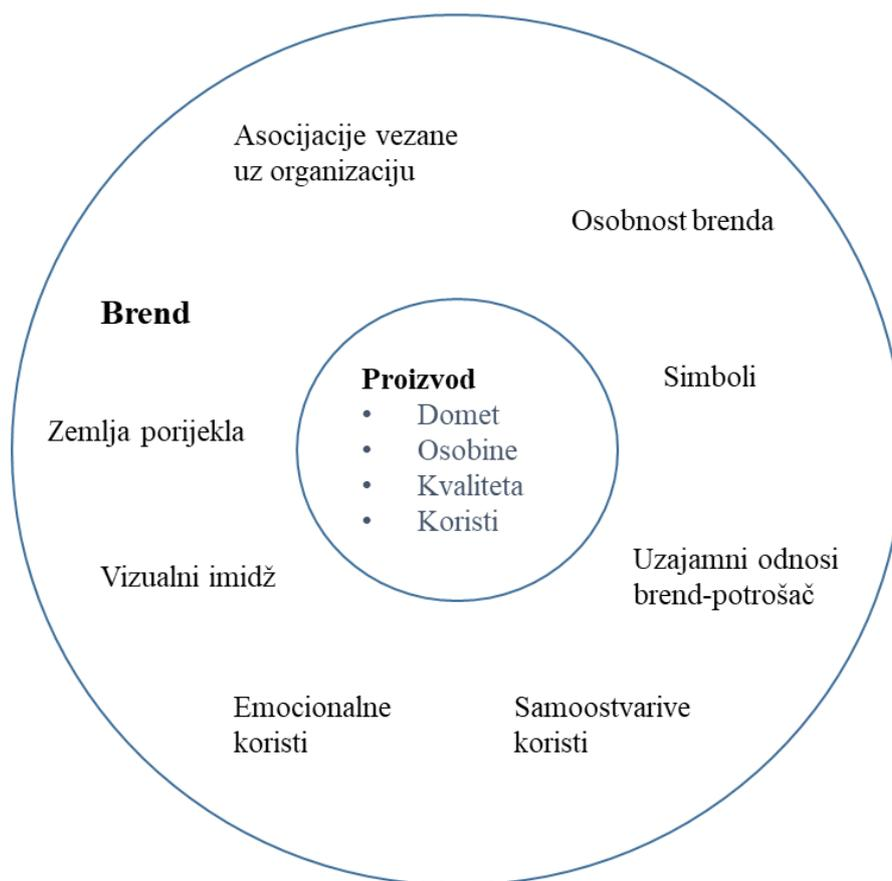 Asocijacije vezane
uz organizaciju
Osobnost brenda
Brend
Proizvod
• Domet
• Osobine
• Kvaliteta
• Koristi
Simboli
Zemlja porijekla
Vizualni imidž
Uzajamni odnosi
brend-potrošač
Emocionalne
koristi
Samoostvarive
koristi